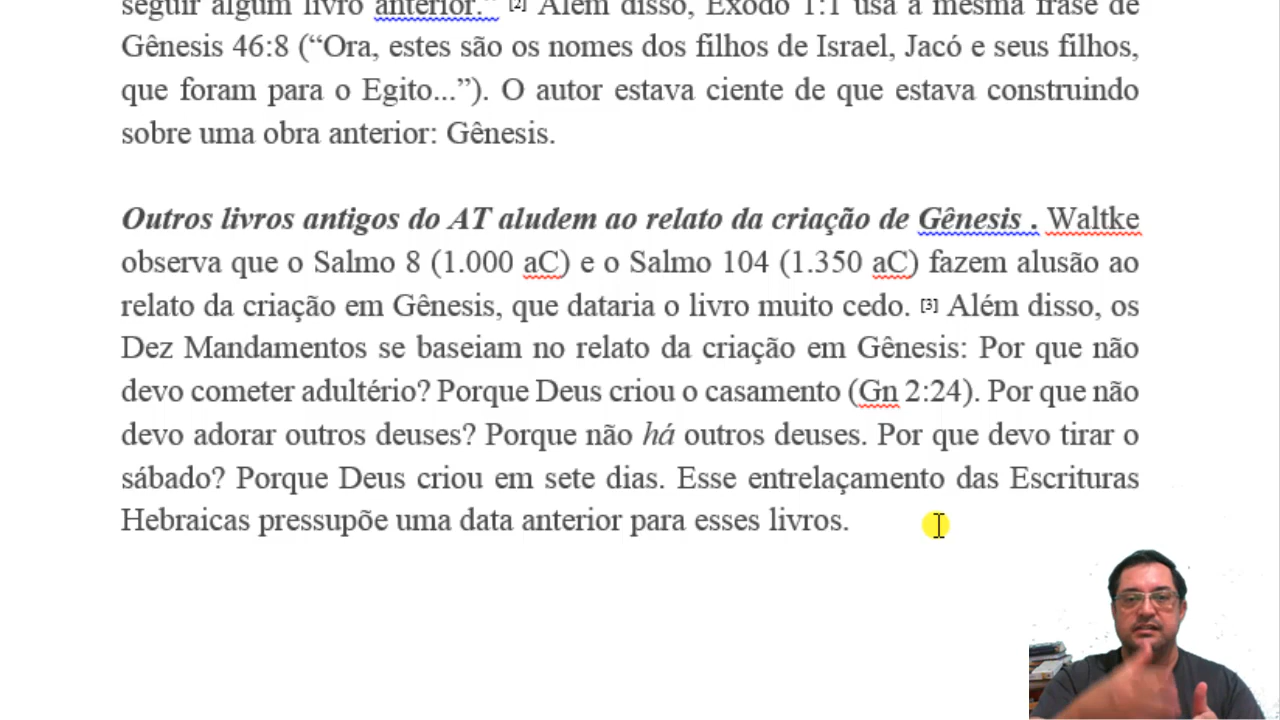 seguir algum livro anterior.” [2] Além disso, Êxodo 1:1 usa a mesma frase de
Gênesis 46:8 (“Ora, estes são os nomes dos filhos de Israel, Jacó e seus filhos,
que foram para o Egito...”). O autor estava ciente de que estava construindo
sobre uma obra anterior: Gênesis.
Outros livros antigos do AT aludem ao relato da criação de Gênesis . Waltke
observa que o Salmo 8 (1.000 aC) e o Salmo 104 (1.350 aC) fazem alusão ao
relato da criação em Gênesis, que dataria o livro muito cedo. [3] Além disso, os
Dez Mandamentos se baseiam no relato da criação em Gênesis: Por que não
devo cometer adultério? Porque Deus criou o casamento (Gn 2:24). Por que não
devo adorar outros deuses? Porque não há outros deuses. Por que devo tirar o
sábado? Porque Deus criou em sete dias. Esse entrelaçamento das Escrituras
Hebraicas pressupõe uma data anterior para esses livros.